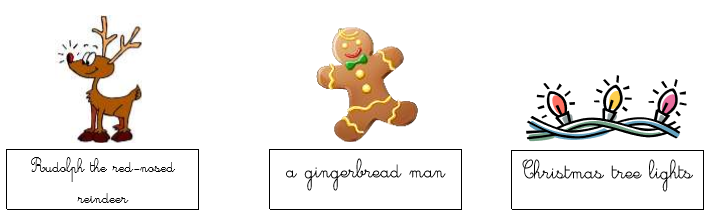 Rudolph the red-nosed
reindeer
a gingerbread man
Christmas tree lights